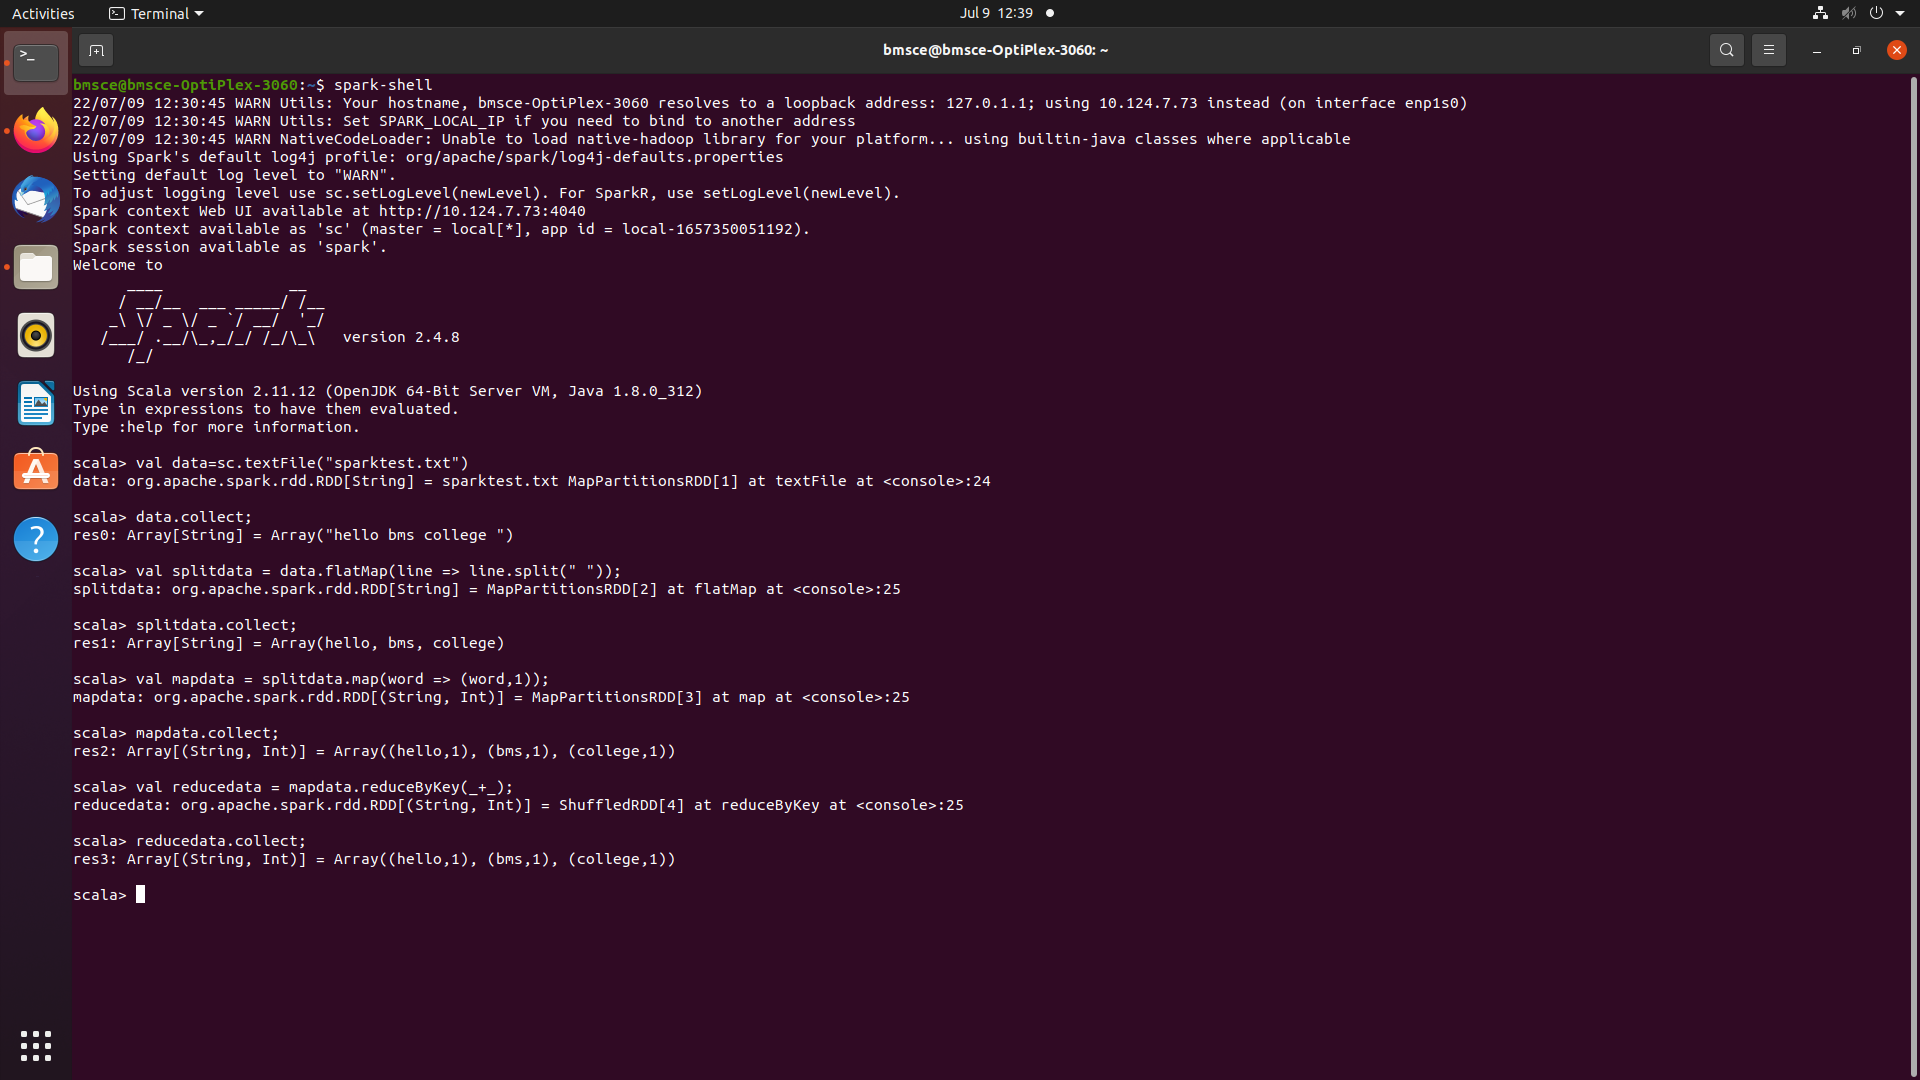 Activities
Terminal
Jul 9 12:39
bmsce@bmsce-OptiPlex-3060: ~
bmsce@bmsce-OptiPlex-3060:~$ spark-shell
22/07/09 12:30:45 WARN Utils: Your hostname, bmsce-OptiPlex-3060 resolves to a loopback address: 127.0.1.1; using 10.124.7.73 instead (on interface enp1s0)
22/07/09 12:30:45 WARN Utils: Set SPARK_LOCAL_IP if you need to bind to another address
22/07/09 12:30:45 WARN NativeCodeLoader: Unable to load native-hadoop library for your platform... using builtin-java classes where applicable
Using Spark's default log4j profile: org/apache/spark/log4j-defaults.properties
Setting default log level to "WARN".
To adjust logging level use sc.setLogLevel(newLevel). For SparkR, use setLogLevel(newLevel).
Spark context Web UI available at http://10.124.7.73:4040
Spark context available as 'sc' (master = local[*], app id = local-1657350051192).
Spark session available as 'spark'.
Welcome to
      ____              __
     / __/__  ___ _____/ /__
    _\ \/ _ \/ _ `/ __/  '_/
   /___/ .__/\_,_/_/ /_/\_\   version 2.4.8
      /_/
Using Scala version 2.11.12 (OpenJDK 64-Bit Server VM, Java 1.8.0_312)
Type in expressions to have them evaluated.
Type :help for more information.
scala> val data=sc.textFile("sparktest.txt")
data: org.apache.spark.rdd.RDD[String] = sparktest.txt MapPartitionsRDD[1] at textFile at <console>:24
scala> data.collect;
res0: Array[String] = Array("hello bms college ")
scala> val splitdata = data.flatMap(line => line.split(" "));
splitdata: org.apache.spark.rdd.RDD[String] = MapPartitionsRDD[2] at flatMap at <console>:25
scala> splitdata.collect;
res1: Array[String] = Array(hello, bms, college)
scala> val mapdata = splitdata.map(word => (word,1));
mapdata: org.apache.spark.rdd.RDD[(String, Int)] = MapPartitionsRDD[3] at map at <console>:25
scala> mapdata.collect;
res2: Array[(String, Int)] = Array((hello,1), (bms,1), (college,1))
scala> val reducedata = mapdata.reduceByKey(_+_);
reducedata: org.apache.spark.rdd.RDD[(String, Int)] = ShuffledRDD[4] at reduceByKey at <console>:25
scala> reducedata.collect;
res3: Array[(String, Int)] = Array((hello,1), (bms,1), (college,1))
scala>